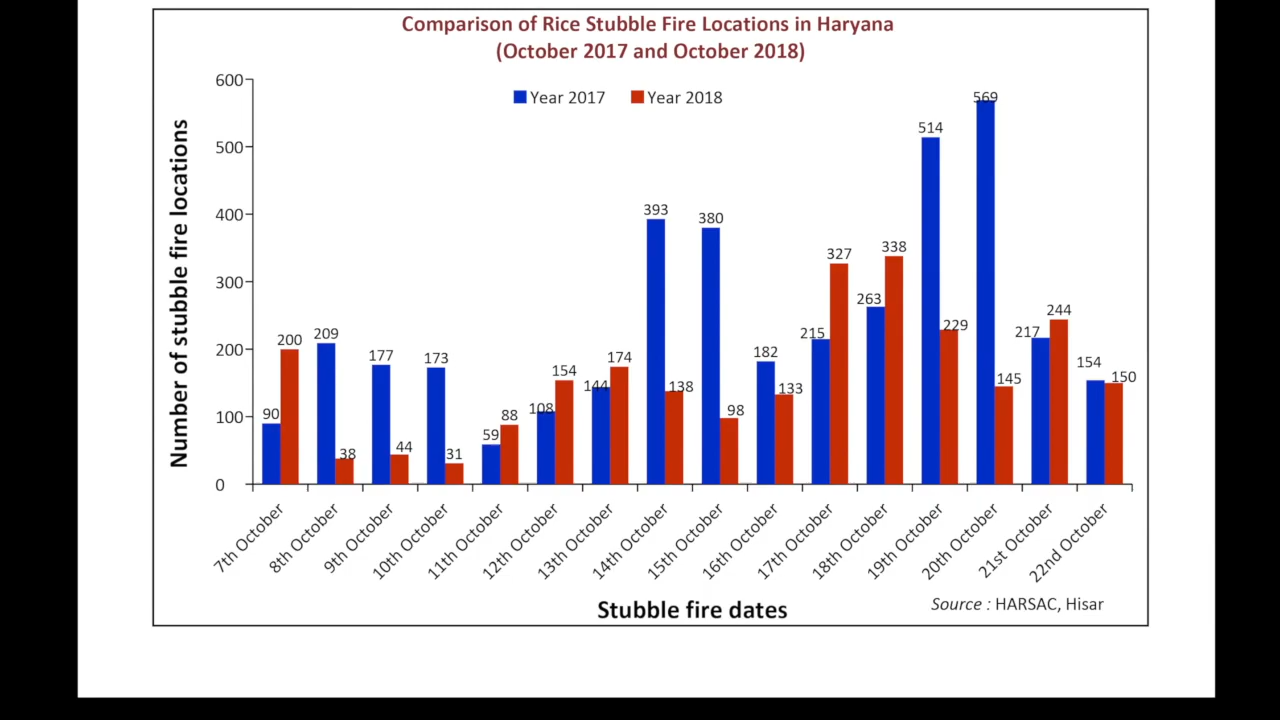 Comparison of Rice Stubble Fire Locations in Haryana
(October 2017 and October 2018)
Year 2017 Year 2018
Number of stubble fire locations
600
500
400
300
200
100
0
90 200
209 38
177 44
173 31
59 88
108 154
144 174
393 138
380 98
182 133
215 327
263 338
514 229
569 145
217 244
154 150
7th October
8th October
9th October
10th October
11th October
12th October
13th October
14th October
15th October
16th October
17th October
18th October
19th October
20th October
21st October
22nd October
Stubble fire dates
Source : HARSAC, Hisar